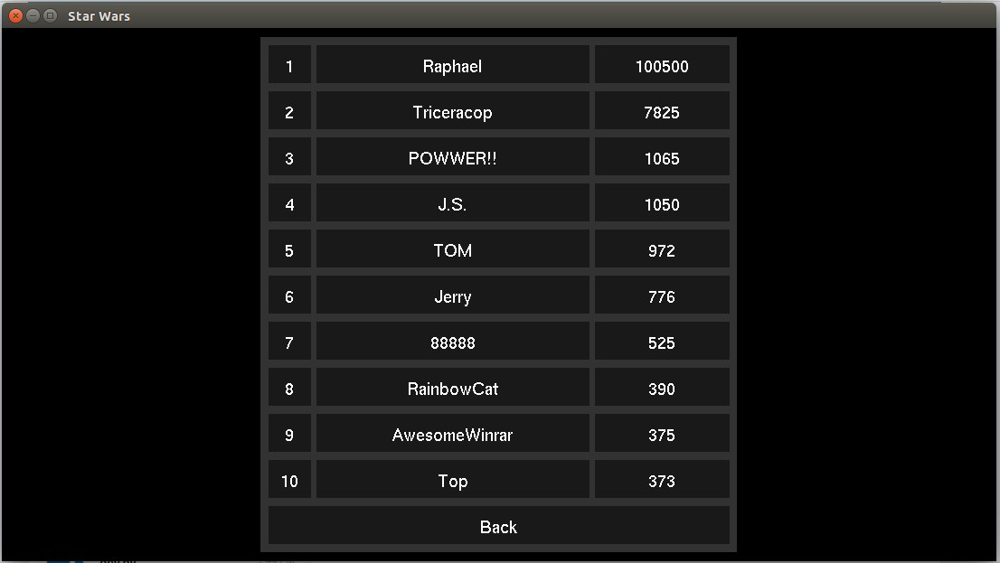 Star Wars
1 Raphael 100500
2 Triceracop 7825
3 POWWER!! 1065
4 J.S. 1050
5 TOM 972
6 Jerry 776
7 88888 525
8 RainbowCat 390
9 AwesomeWinrar 375
10 Top 373
Back